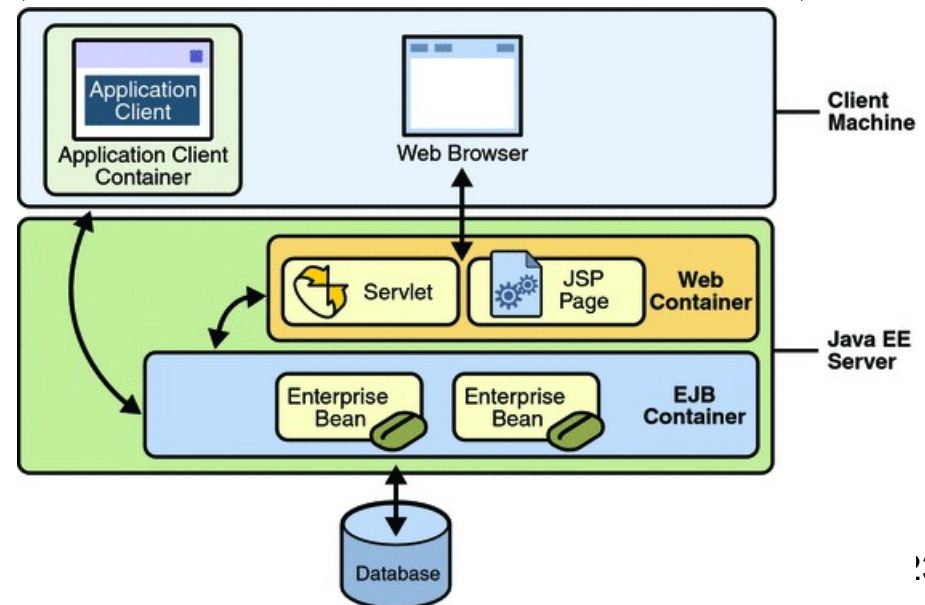 Application
Client
Application Client
Container
Web Browser
Client
Machine
Servlet
JSP
Page
Web
Container
Java EE
Server
Enterprise
Bean
Enterprise
Bean
EJB
Container
Database